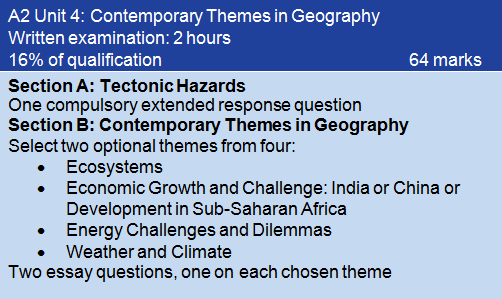 A2 Unit 4: Contemporary Themes in Geography
Written examination: 2 hours
16% of qualification 64 marks
Section A: Tectonic Hazards
One compulsory extended response question
Section B: Contemporary Themes in Geography
Select two optional themes from four:
• Ecosystems
• Economic Growth and Challenge: India or China or
Development in Sub-Saharan Africa
• Energy Challenges and Dilemmas
• Weather and Climate
Two essay questions, one on each chosen theme